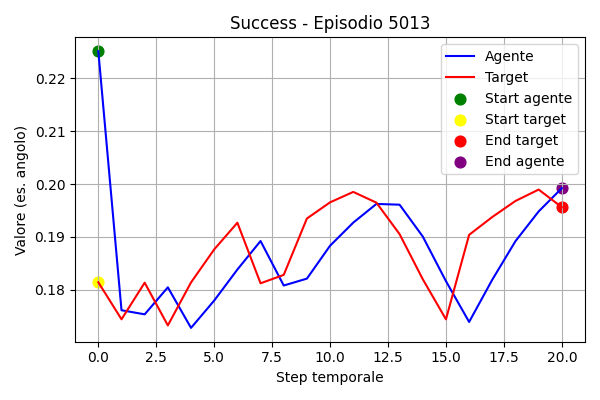 Success - Episodio 5013
Agente
Target
Start agente
Start target
End target
End agente
Valore (es. angolo)
0.22
0.21
0.20
0.19
0.18
0.0 2.5 5.0 7.5 10.0 12.5 15.0 17.5 20.0
Step temporale